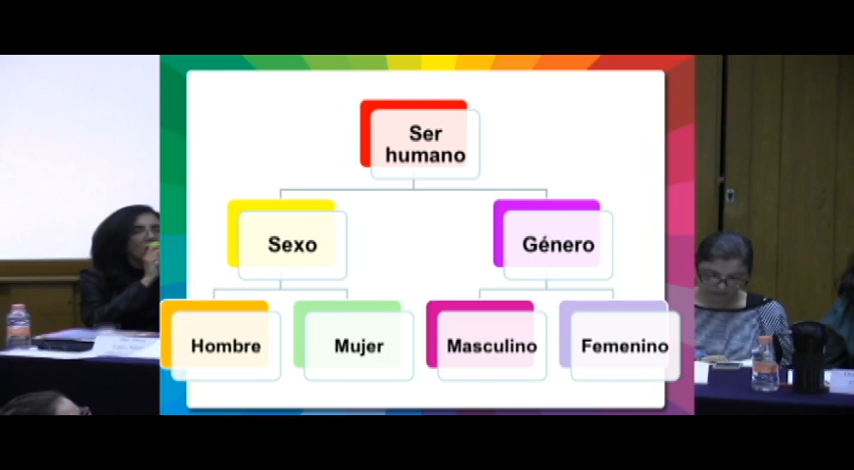 Ser
humano
Sexo
Género
Hombre
Mujer
Masculino
Femenino